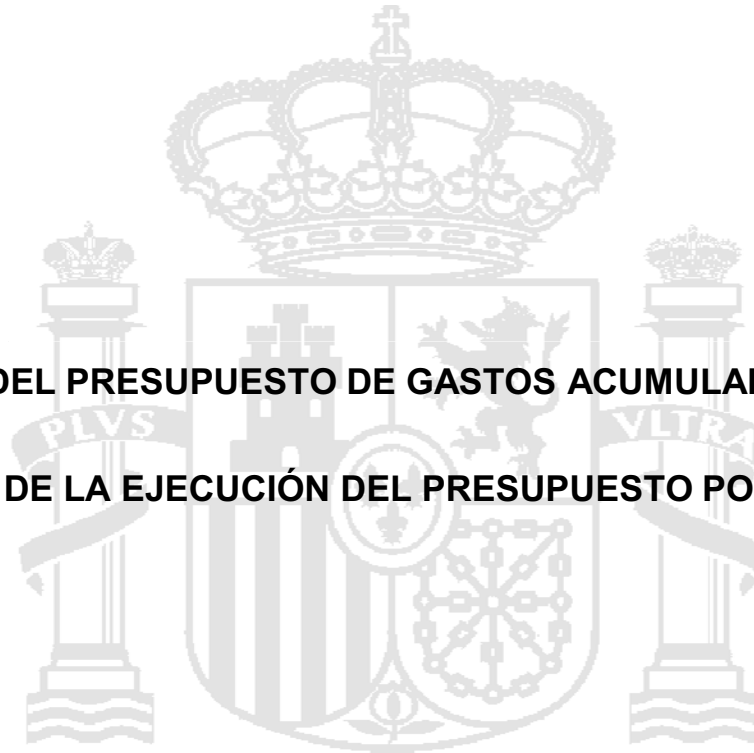 DEL PRESUPUESTO DE GASTOS ACUMULA
DE LA EJECUCIÓN DEL PRESUPUESTO PO
PLVS
VLTRA